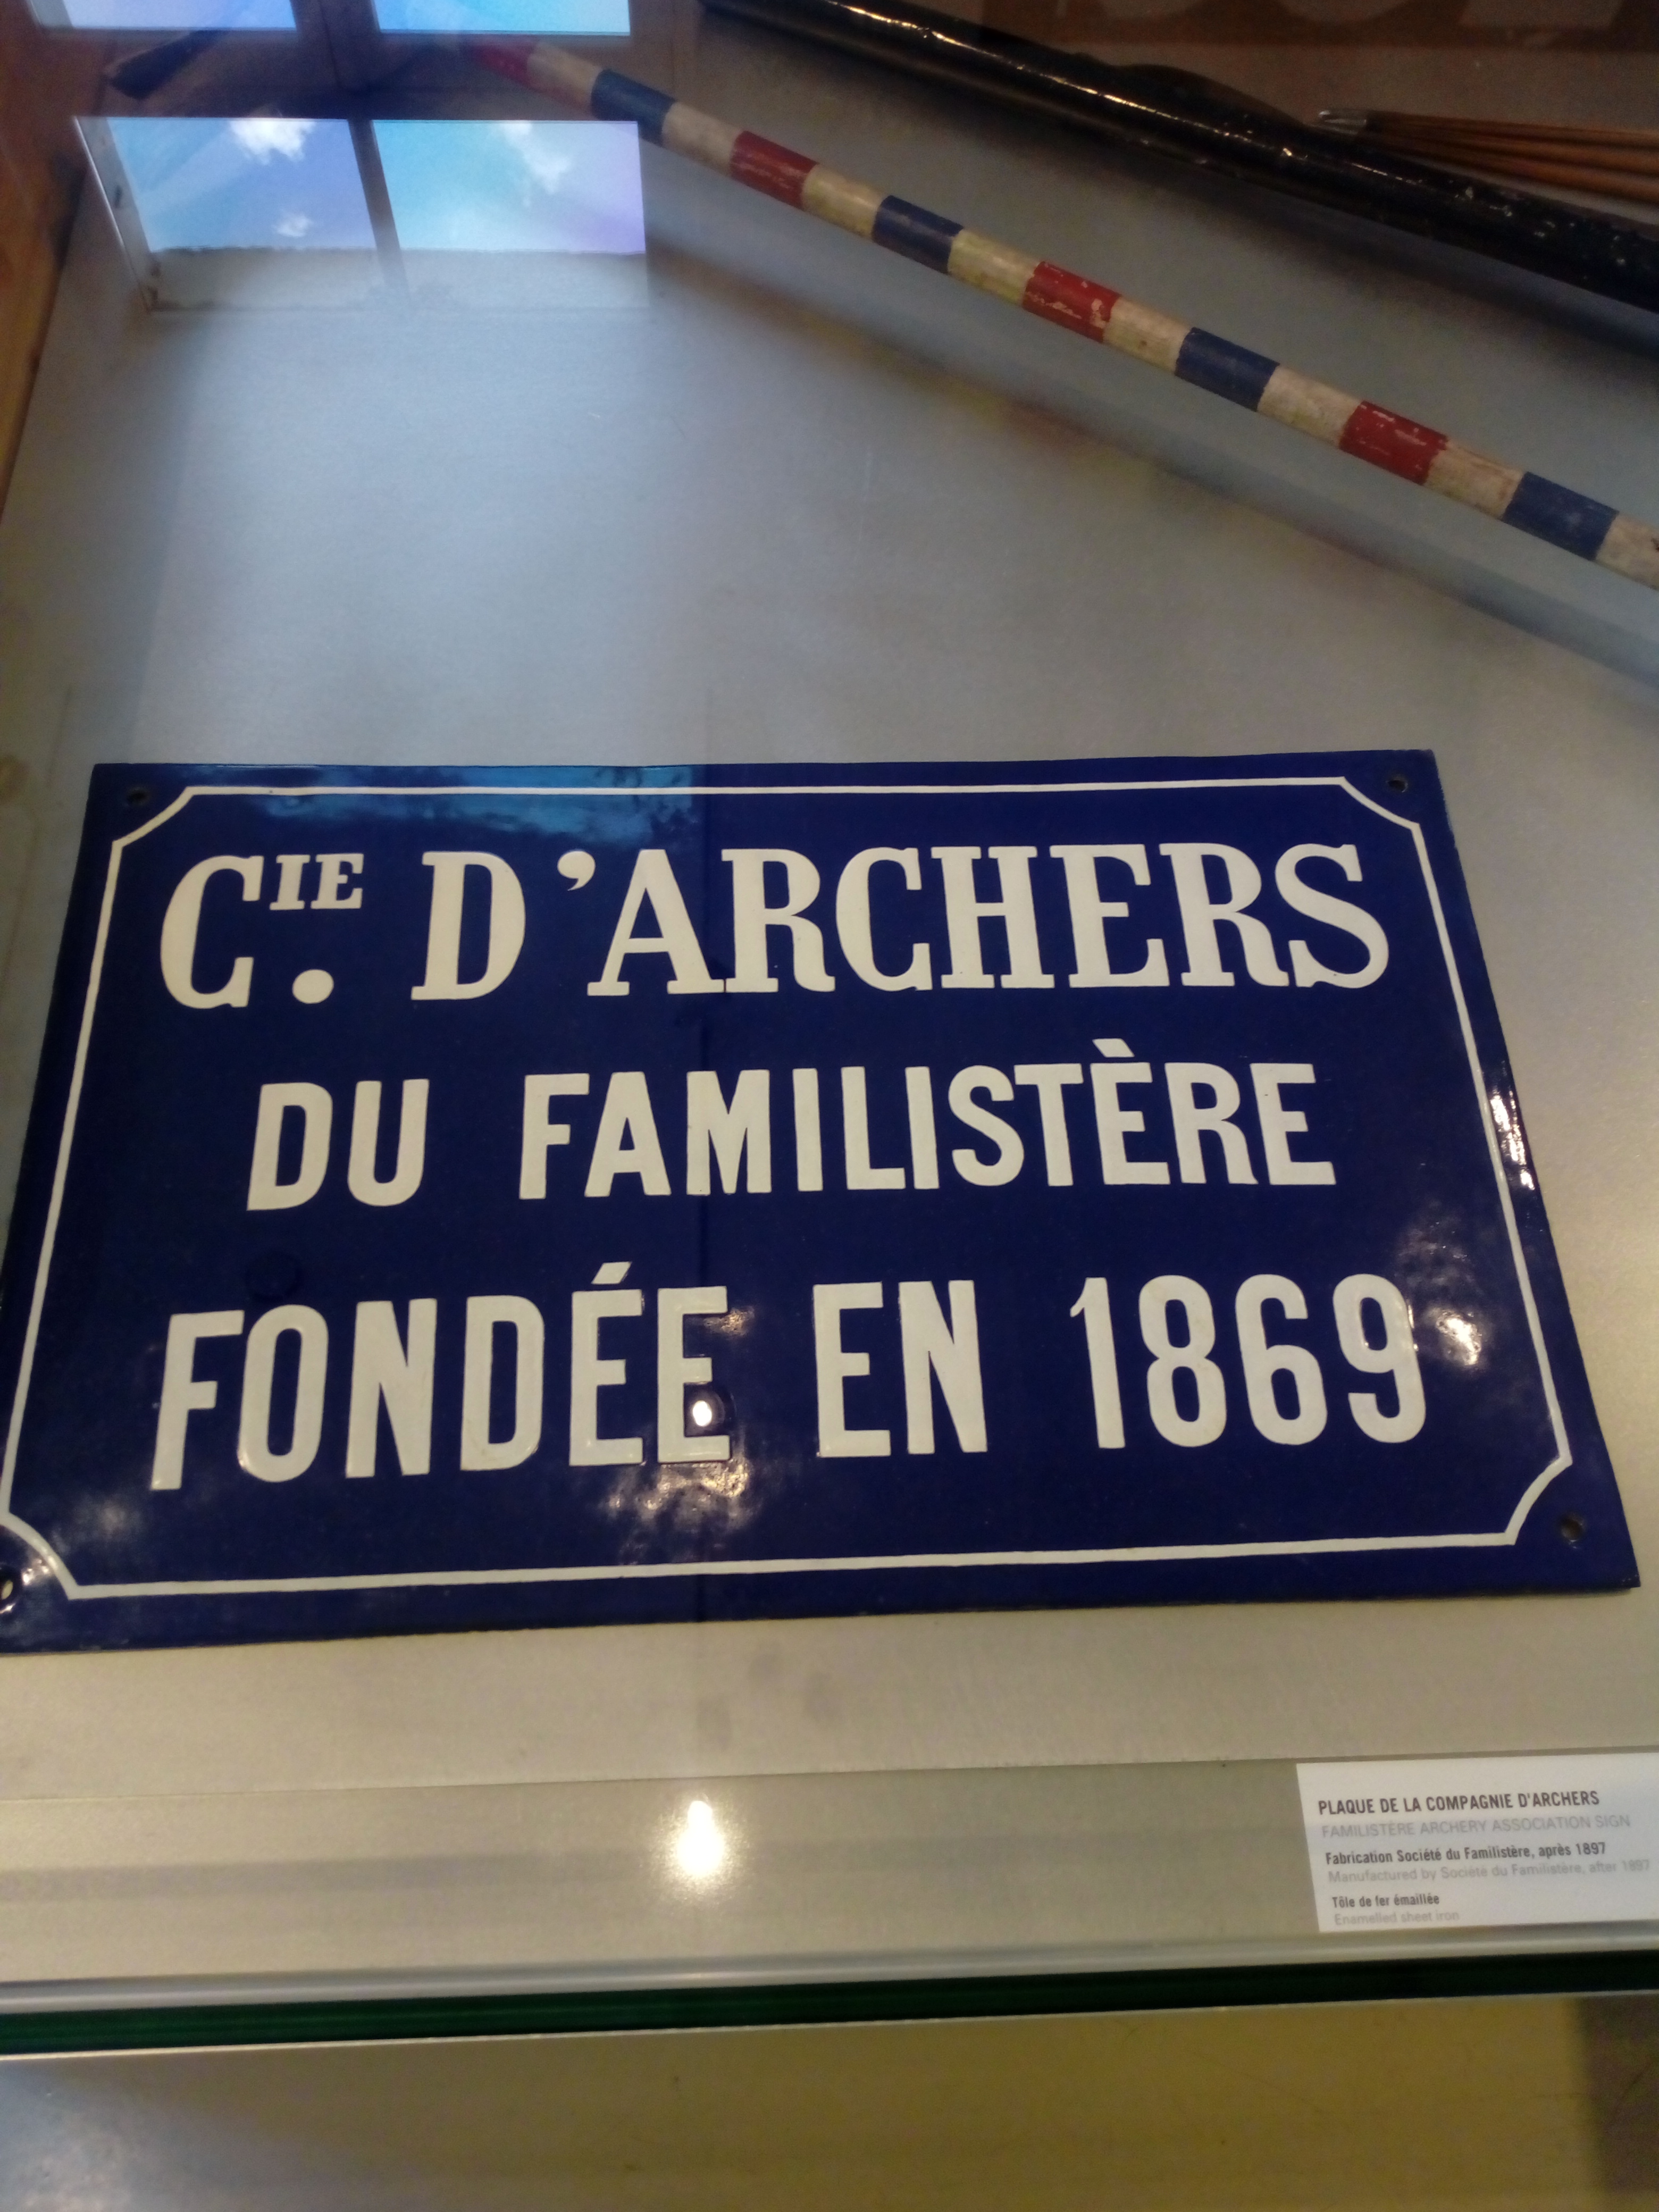 CIE. D'ARCHERS
DU FAMILISTÈRE
FONDÉE EN 1869
PLAQUE DE LA COMPAGNIE D'ARCHERS
FAMILISTÈRE ARCHERY ASSOCIATION SIGN
Fabrication Société du Familistère, après 1897
Manufactured by Société du Familistère, after 1897
Tôle de fer émaillée
Enamelled sheet iron